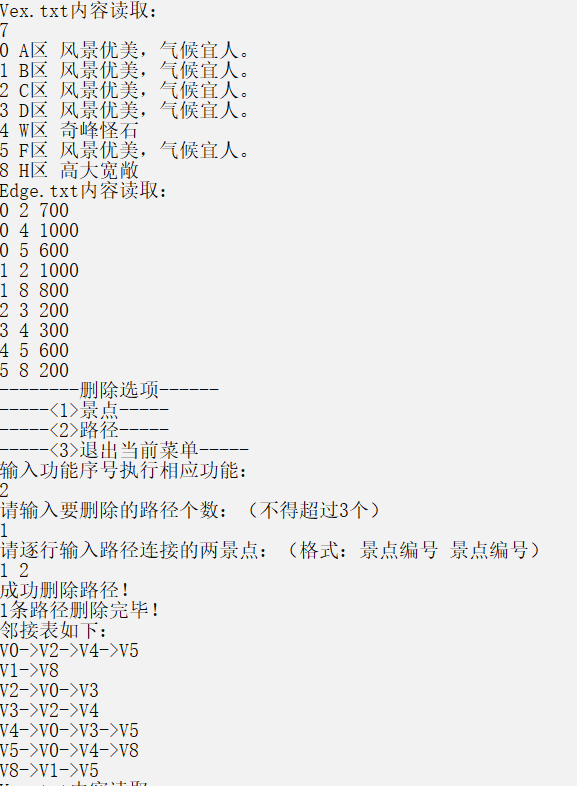 Vex.txt内容读取：
7
0 A区 风景优美，气候宜人。
1 B区 风景优美，气候宜人。
2 C区 风景优美，气候宜人。
3 D区 风景优美，气候宜人。
4 W区 奇峰怪石
5 F区 风景优美，气候宜人。
8 H区 高大宽敞
Edge.txt内容读取：
0 2 700
0 4 1000
0 5 600
1 2 1000
1 8 800
2 3 200
3 4 300
4 5 600
5 8 200
--------删除选项------
-----<1>景点-----
-----<2>路径-----
-----<3>退出当前菜单-----
输入功能序号执行相应功能：
2
请输入要删除的路径个数：（不得超过3个）
1
请逐行输入路径连接的两景点：（格式：景点编号 景点编号）
1 2
成功删除路径！
1条路径删除完毕！
邻接表如下：
V0->V2->V4->V5
V1->V8
V2->V0->V3
V3->V2->V4
V4->V0->V3->V5
V5->V0->V4->V8
V8->V1->V5